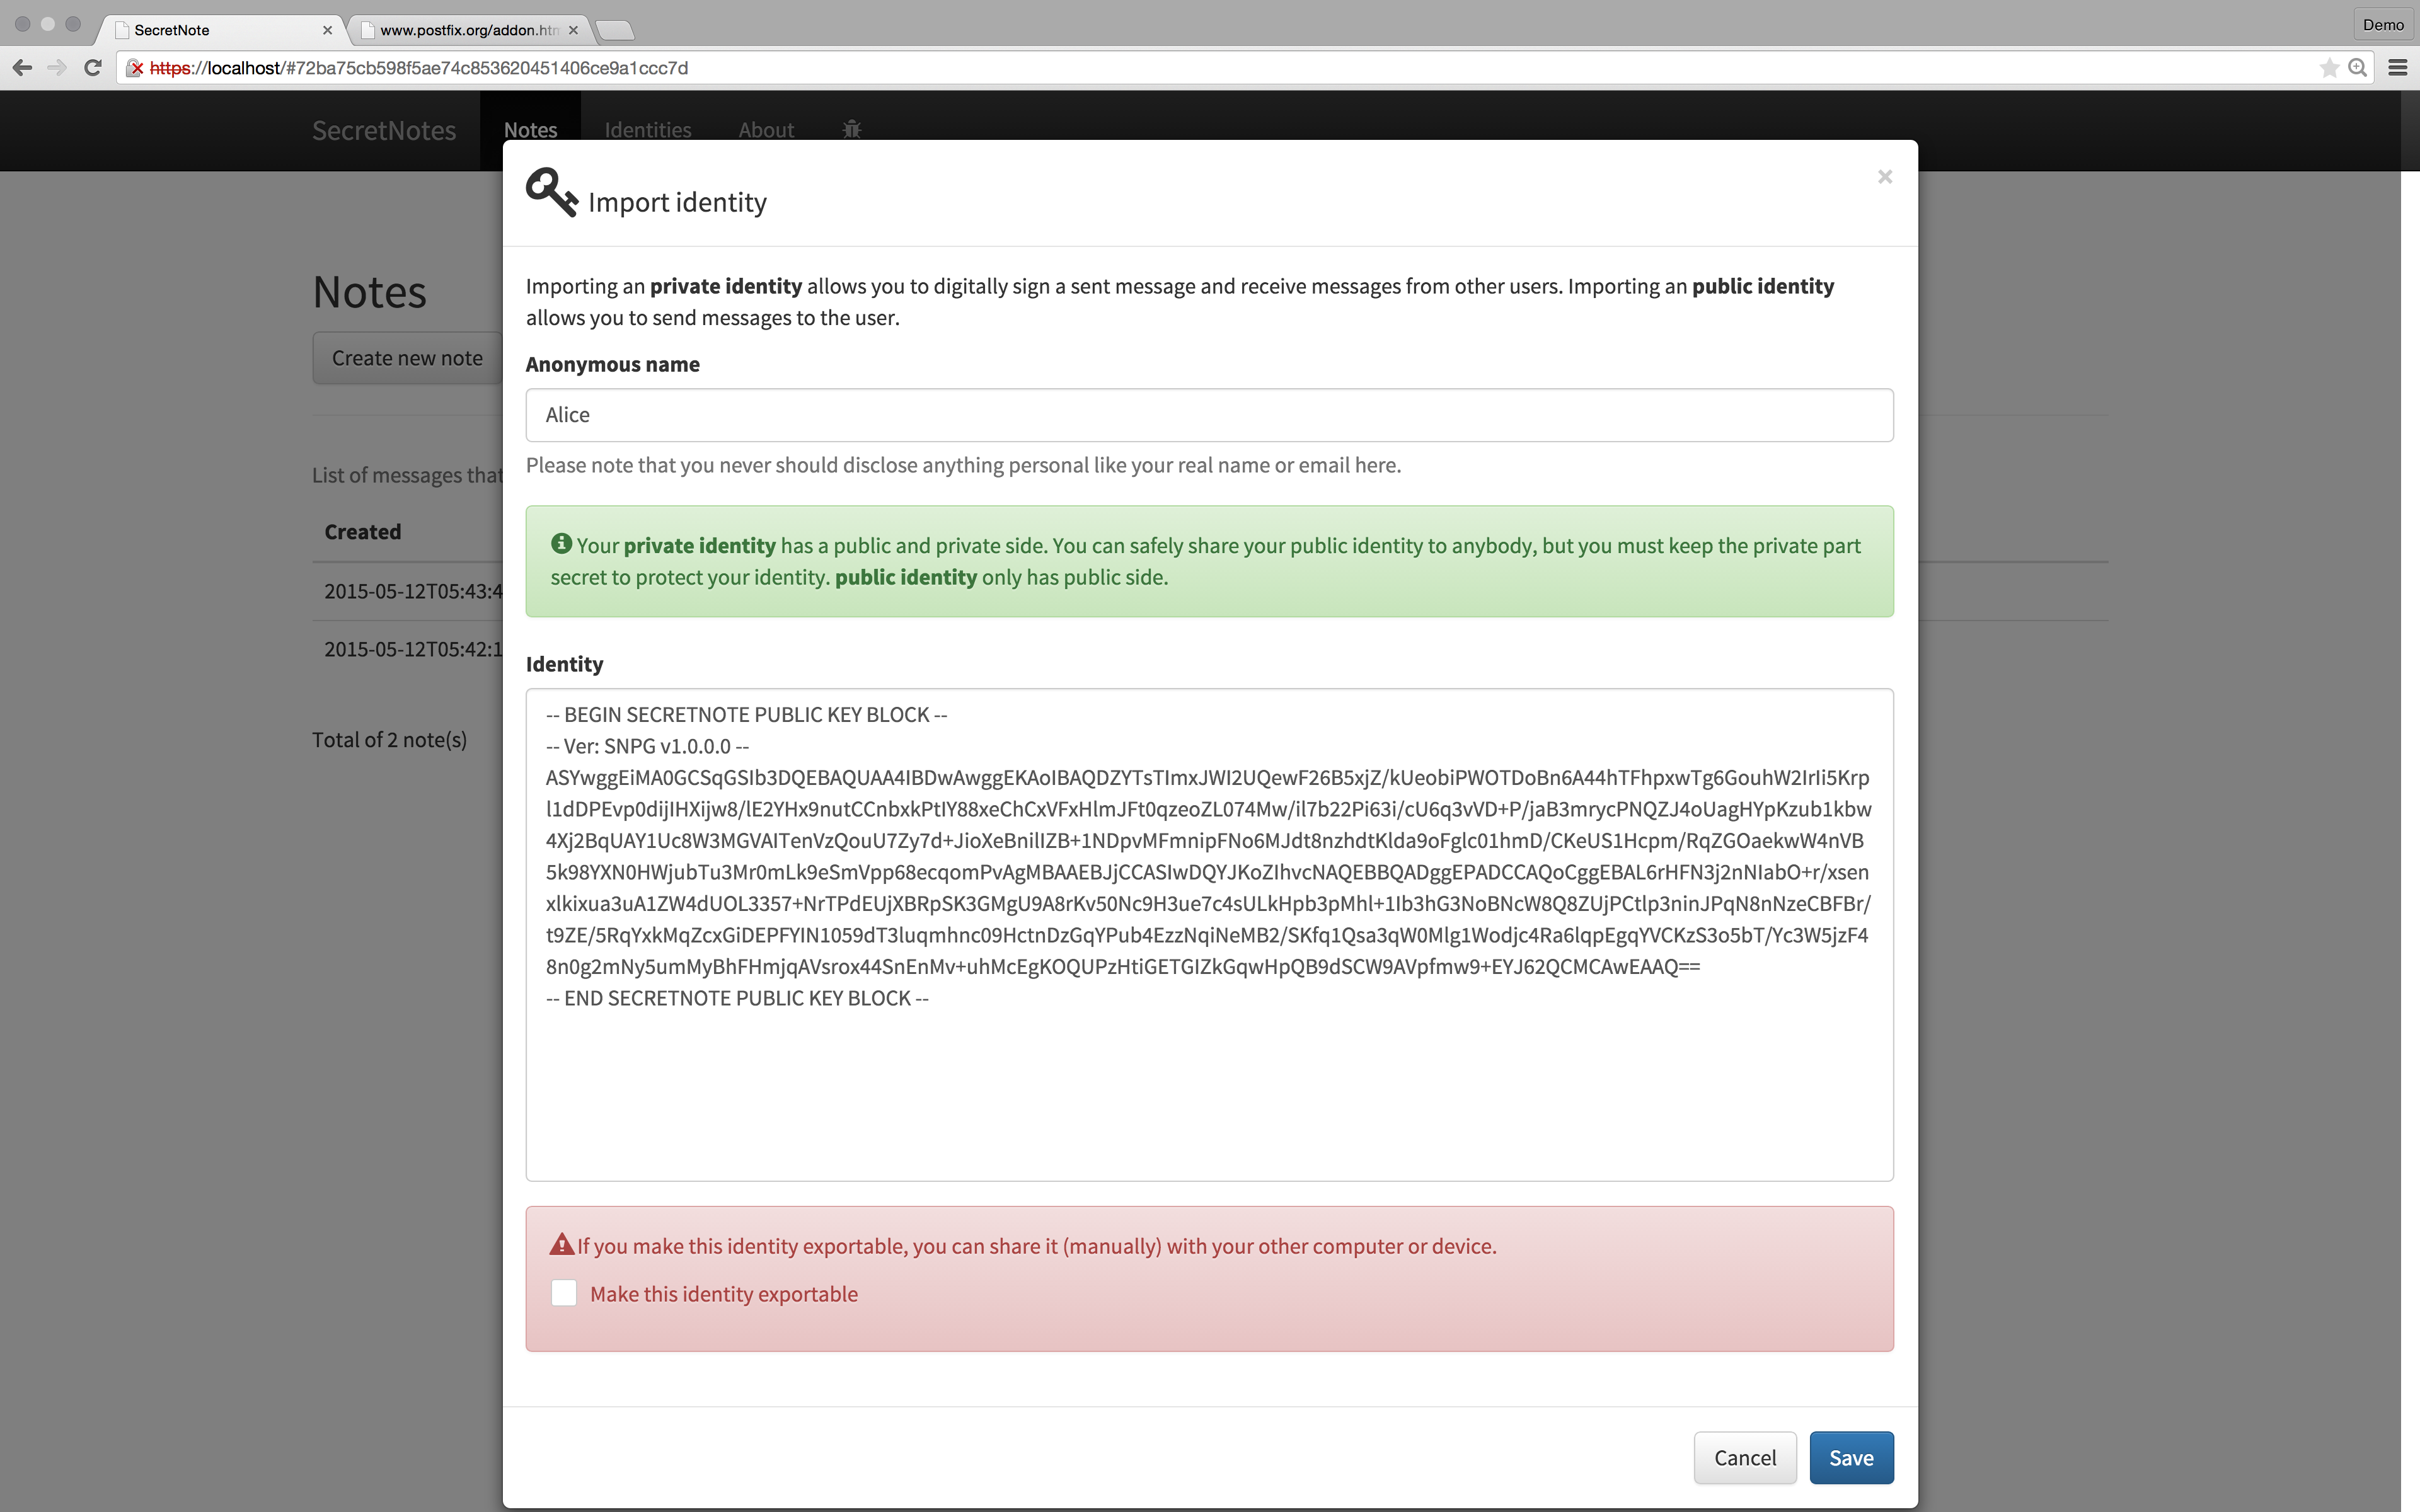 SecretNote
www.postfix.org/addon.htm
Demo
https://localhost/#72ba75cb598f5ae74c853620451406ce9a1ccc7d
SecretNotes
Notes
Identities
About
Import identity
Importing an private identity allows you to digitally sign a sent message and receive messages from other users. Importing an public identity
allows you to send messages to the user.
Notes
Create new note
Anonymous name
Alice
Please note that you never should disclose anything personal like your real name or email here.
List of messages that
Created
2015-05-12T05:43:4
2015-05-12T05:42:1
Total of 2 note(s)
Your private identity has a public and private side. You can safely share your public identity to anybody, but you must keep the private part
secret to protect your identity. public identity only has public side.
Identity
-- BEGIN SECRETNOTE PUBLIC KEY BLOCK --
-- Ver: SNPG v1.0.0.0 --
ASYwggEiMA0GCSqGSIb3DQEBAQUAA4IBDwAwggEKAoIBAQDZYTsTImxJWI2UQewF26B5xjZ/kUeobiPWOTDoBn6A44hTFhpxwTg6GouhW2IrIi5Krp
l1dDPEvp0dijIHXijw8/lE2YHx9nutCCnbxkPtIY88xeChCxVFxHlmJFt0qzeoZL074Mw/il7b22Pi63i/cU6q3vVD+P/jaB3mrycPNQZJ4oUagHYpKzub1kbw
4Xj2BqUAY1Uc8W3MGVAITenVzQouU7Zy7d+JioXeBnilIZB+1NDpvMFmnipFNo6MJdt8nzhdtKlda9oFglc01hmD/CKeUS1Hcpm/RqZGOaekwW4nVB
5k98YXN0HWjubTu3Mr0mLk9eSmVpp68ecqomPvAgMBAAEBJjCCASIwDQYJKoZIhvcNAQEBBQADggEPADCCAQoCggEBAL6rHFN3j2nNIabO+r/xsen
xlkixua3uA1ZW4dUOL3357+NrTPdEUjXBRpSK3GMgU9A8rKv50Nc9H3ue7c4sULkHpb3pMhl+1Ib3hG3NoBNcW8Q8ZUjPCtlp3ninJPqN8nNzeCBFBr/
t9ZE/5RqYxkMqZcxGiDEPFYIN1059dT3luqmhnc09HctnDzGqYPub4EzzNqiNeMB2/SKfq1Qsa3qW0Mlg1Wodjc4Ra6lqpEgqYVCKzS3o5bT/Yc3W5jzF4
8n0g2mNy5umMyBhFHmjqAVsrox44SnEnMv+uhMcEgKOQUPzHtiGETGIZkGqwHpQB9dSCW9AVpfmw9+EYJ62QCMCAwEAAQ==
-- END SECRETNOTE PUBLIC KEY BLOCK --
If you make this identity exportable, you can share it (manually) with your other computer or device.
Make this identity exportable
Cancel
Save